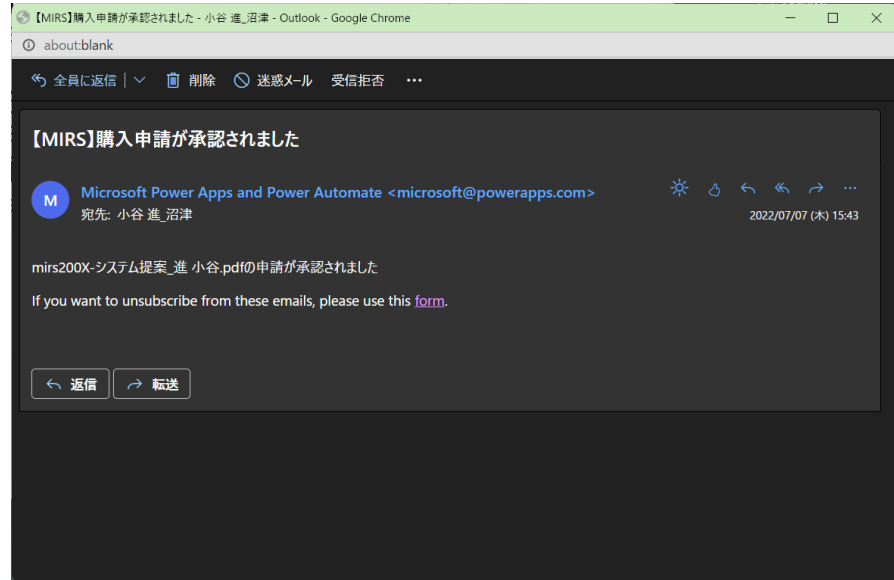 【MIRS】購入申請が承認されました - 小谷 進_沼津 - Outlook - Google Chrome
about:blank
全員に返信 削除 迷惑メール 受信拒否 ...
【MIRS】購入申請が承認されました
M
Microsoft Power Apps and Power Automate <microsoft@powerapps.com>
宛先: 小谷 進_沼津
2022/07/07 (木) 15:43
mirs200X-システム提案_進 小谷.pdfの申請が承認されました
If you want to unsubscribe from these emails, please use this form.
返信 転送